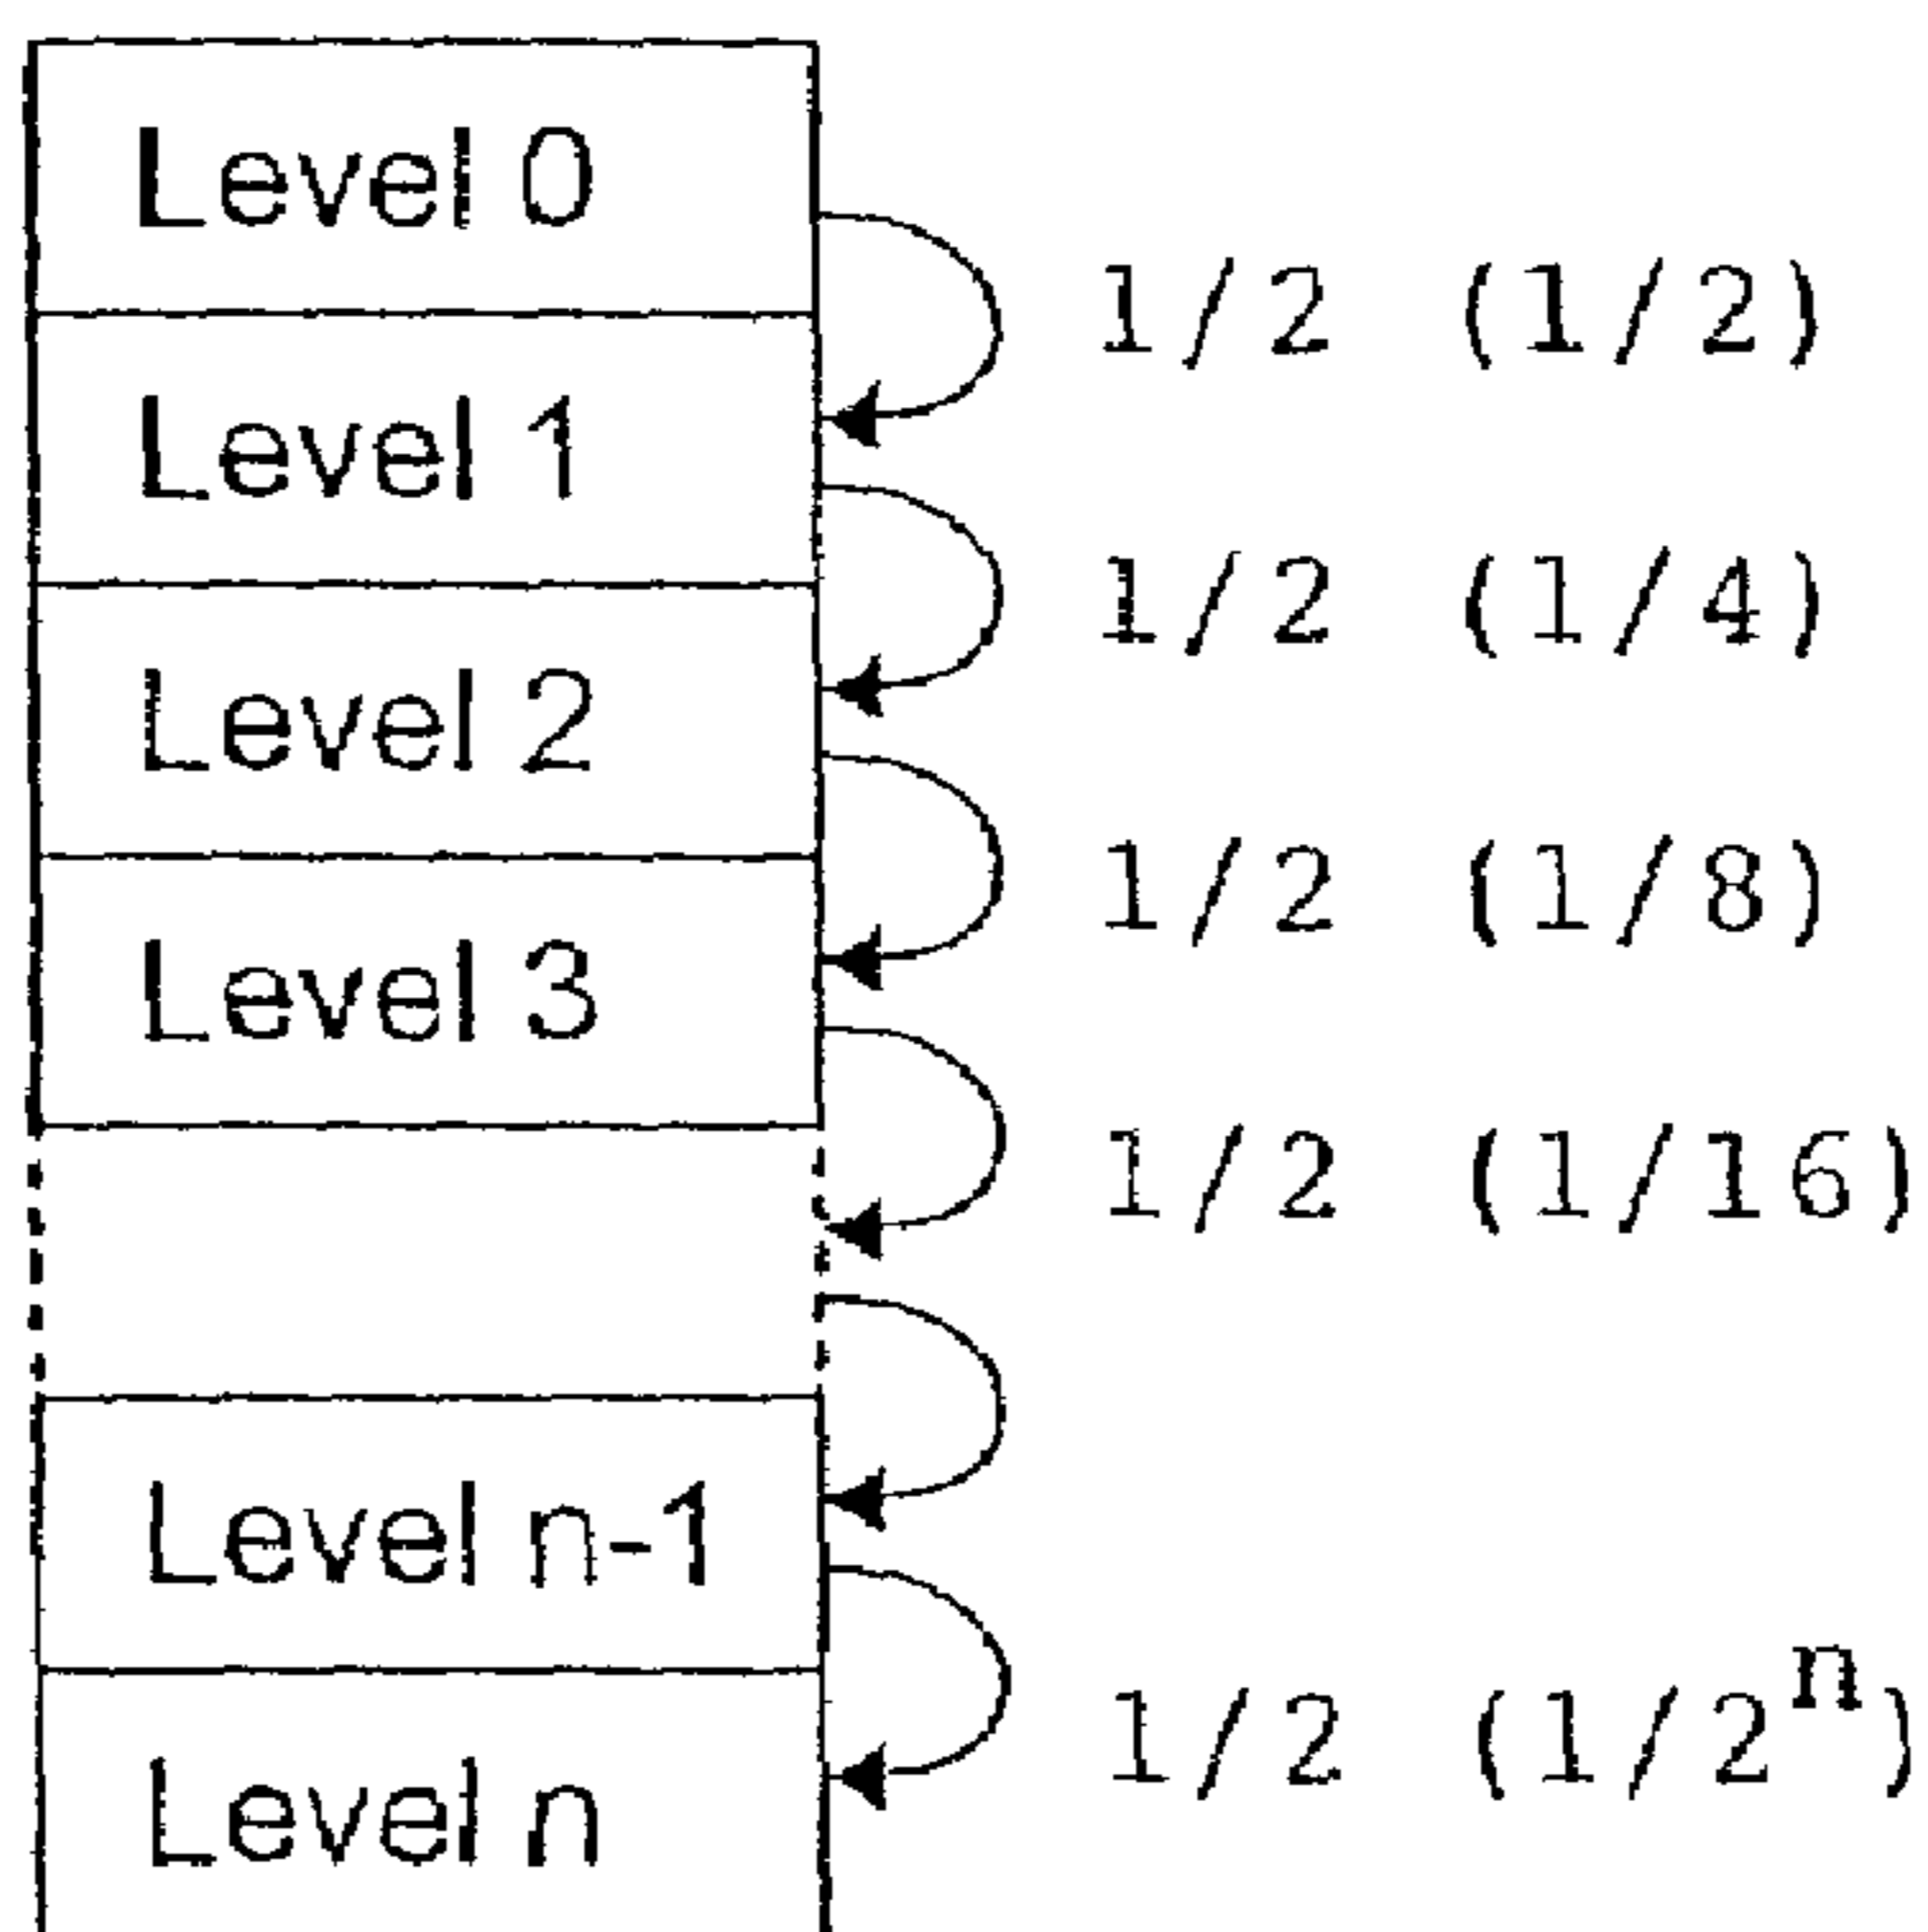 Level 0
1/2 (1/2)
Level 1
1/2 (1/4)
Level 2
1/2 (1/8)
Level 3
1/2 (1/16)
Level n-1
1/2 (1/2ⁿ)
Level n